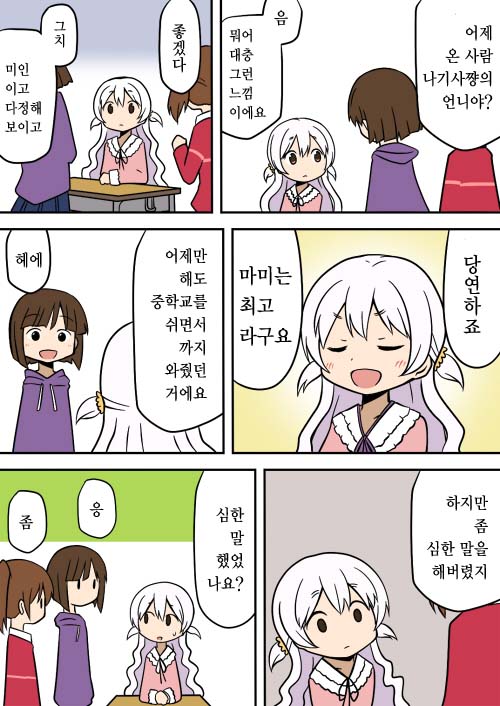 어제
온 사람
나기사쨩의
언니야?
음
뭐어
대충
그런
느낌
이에요
좋겠다
그치
미인
이고
다정해
보이고
당연하죠
마미는
최고
라구요
어제만
해도
중학교를
쉬면서
까지
와줬던
거에요
헤에
하지만
좀
심한 말을
해버렸지
심한
말
했었
나요?
응
좀